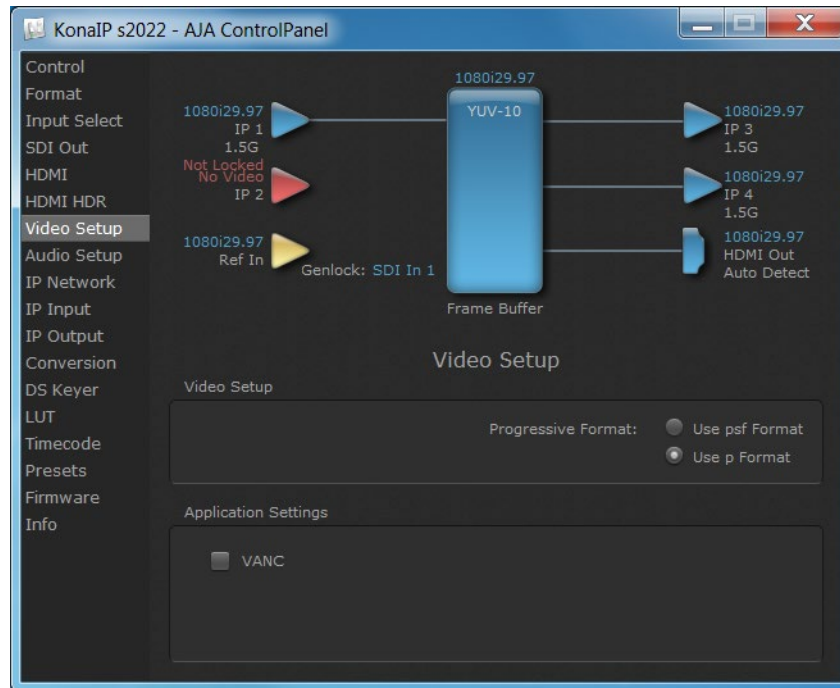 KonaIP s2022 - AJA ControlPanel
Control
Format
Input Select
SDI Out
HDMI
HDMI HDR
Video Setup
Audio Setup
IP Network
IP Input
IP Output
Conversion
DS Keyer
LUT
Timecode
Presets
Firmware
Info
1080i29.97
YUV-10
Frame Buffer
1080i29.97
IP 1
1.5G
Not Locked
No Video
IP 2
1080i29.97
Ref In
Genlock: SDI In 1
1080i29.97
IP 3
1.5G
1080i29.97
IP 4
1.5G
1080i29.97
HDMI Out
Auto Detect
Video Setup
Video Setup
Progressive Format:
Use psf Format
Use p Format
Application Settings
VANC